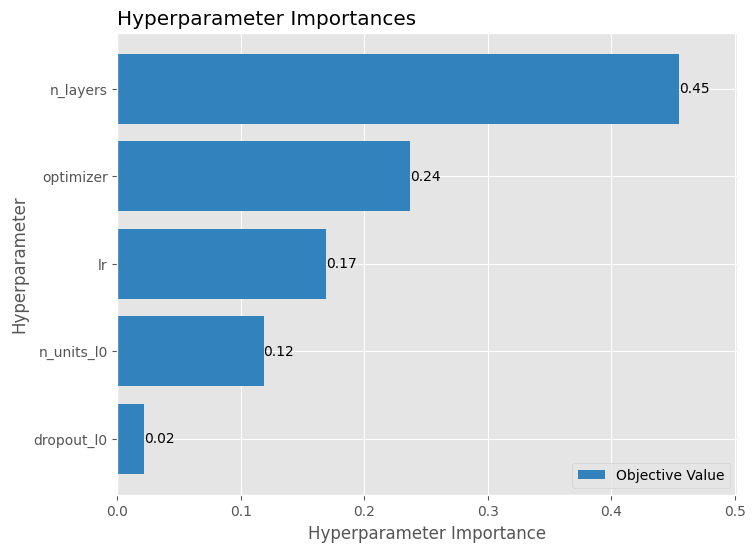 Hyperparameter Importances
n_layers
0.45
optimizer
0.24
lr
0.17
n_units_l0
0.12
dropout_l0
0.02
Hyperparameter
Objective Value
0.0
0.1
0.2
0.3
0.4
0.5
Hyperparameter Importance